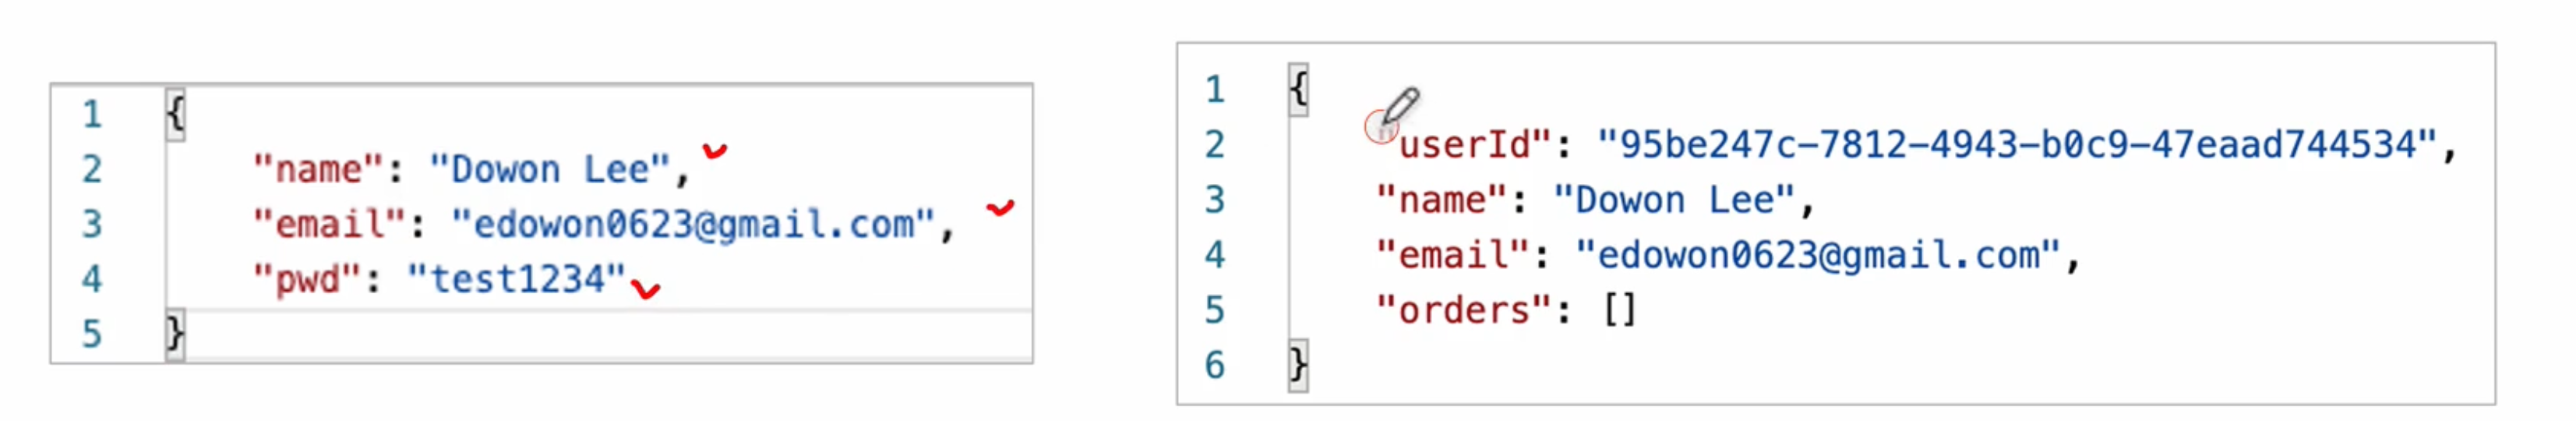 1 {
2 "name": "Dowon Lee",
3 "email": "edowon0623@gmail.com",
4 "pwd": "test1234"
5 }
1 {
2 "userId": "95be247c-7812-4943-b0c9-47eaad744534",
3 "name": "Dowon Lee",
4 "email": "edowon0623@gmail.com",
5 "orders": []
6 }